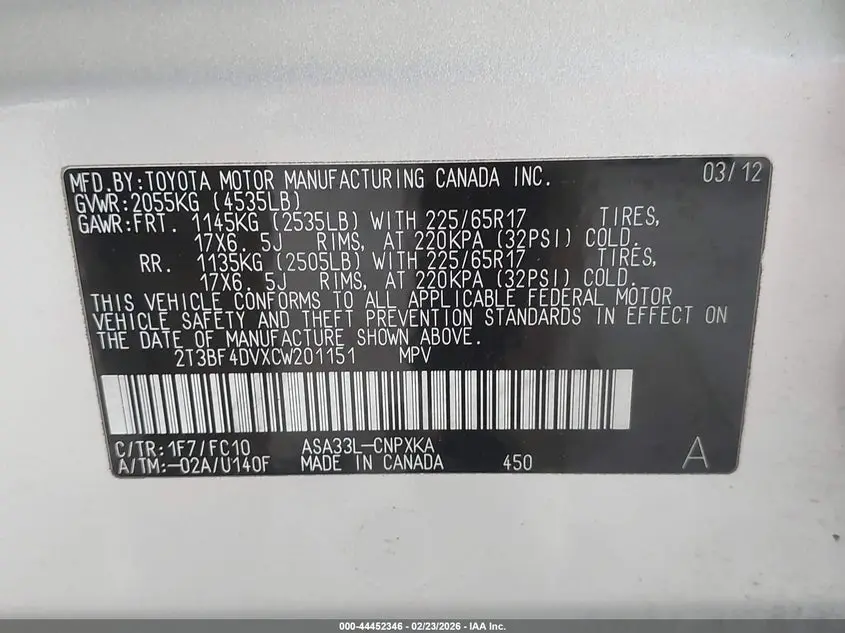 MFD.BY:TOYOTA MOTOR MANUFACTURING CANADA INC. 03/12
GVWR:2055KG (4535LB)
GAWR:FRT. 1145KG (2535LB) WITH 225/65R17 TIRES,
17X6. 5J RIMS, AT 220KPA (32PSI) COLD.
RR. 1135KG (2505LB) WITH 225/65R17 TIRES,
17X6. 5J RIMS, AT 220KPA (32PSI) COLD.
THIS VEHICLE CONFORMS TO ALL APPLICABLE FEDERAL MOTOR
VEHICLE SAFETY AND THEFT PREVENTION STANDARDS IN EFFECT ON
THE DATE OF MANUFACTURE SHOWN ABOVE.
2T3BF4DVXCW201151 MPV
C/TR:1F7/FC10 ASA33L-CNPXKA
A/TM:-02A/U140F MADE IN CANADA 450 A
000-44452346 - 02/23/2026 - IAA Inc.